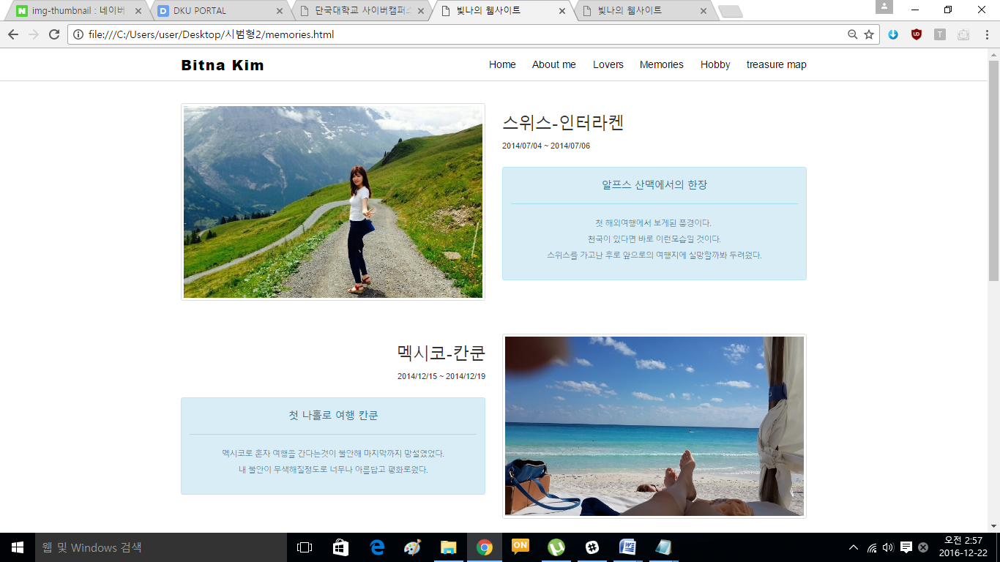 img-thumbnail : 네이버
DKU PORTAL
단국대학교 사이버캠퍼스
빛나의 웹사이트
빛나의 웹사이트
file:///C:/Users/user/Desktop/시범형2/memories.html
Bitna Kim
Home About me Lovers Memories Hobby treasure map
스위스-인터라켄
2014/07/04 ~ 2014/07/06
알프스 산맥에서의 한장
첫 해외여행에서 보게된 풍경이다.
천국이 있다면 바로 이런모습일 것이다.
스위스를 가고난 후로 앞으로의 여행지에 실망할까봐 두려웠다.
멕시코-칸쿤
2014/12/15 ~ 2014/12/19
첫 나홀로 여행 칸쿤
멕시코로 혼자 여행을 간다는것이 불안해 마지막까지 망설였었다.
내 불안이 무색해질정도로 너무나 아름답고 평화로웠다.
웹 및 Windows 검색
ON
오전 2:57
2016-12-22